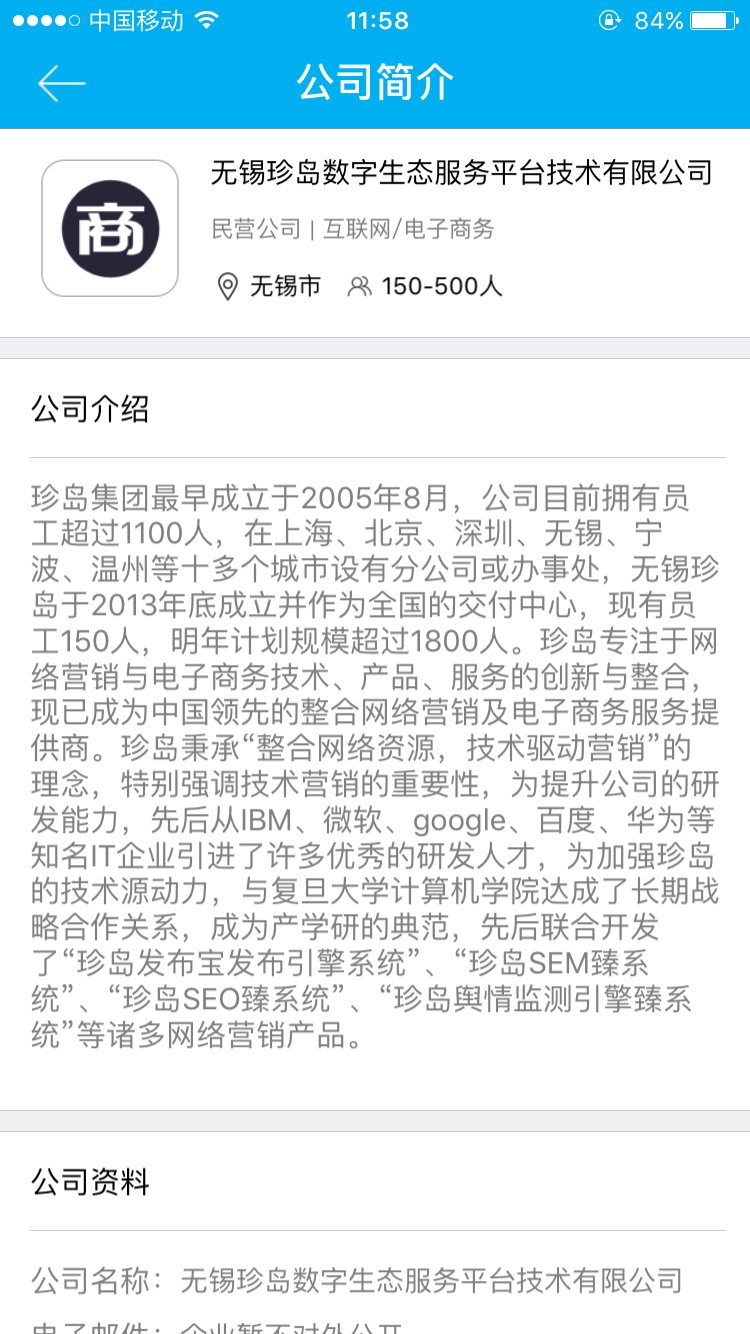 中国移动 11:58 84%
公司简介
商
无锡珍岛数字生态服务平台技术有限公司
民营公司 | 互联网/电子商务
无锡市 150-500人
公司介绍
珍岛集团最早成立于2005年8月，公司目前拥有员
工超过1100人，在上海、北京、深圳、无锡、宁
波、温州等十多个城市设有分公司或办事处，无锡珍
岛于2013年底成立并作为全国的交付中心，现有员
工150人，明年计划规模超过1800人。珍岛专注于网
络营销与电子商务技术、产品、服务的创新与整合，
现已成为中国领先的整合网络营销及电子商务服务提
供商。珍岛秉承“整合网络资源，技术驱动营销”的
理念，特别强调技术营销的重要性，为提升公司的研
发能力，先后从IBM、微软、google、百度、华为等
知名IT企业引进了许多优秀的研发人才，为加强珍岛
的技术源动力，与复旦大学计算机学院达成了长期战
略合作关系，成为产学研的典范，先后联合开发
了“珍岛发布宝发布引擎系统”、“珍岛SEM臻系
统”、“珍岛SEO臻系统”、“珍岛舆情监测引擎臻系
统”等诸多网络营销产品。
公司资料
公司名称：无锡珍岛数字生态服务平台技术有限公司
电子邮件：企业暂不对外公开